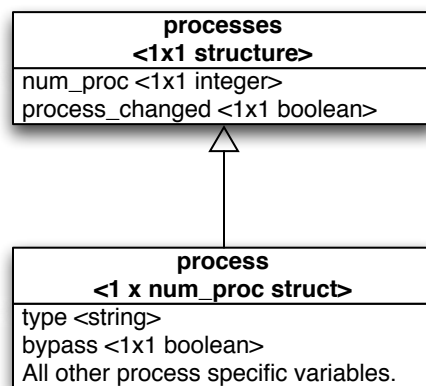 processes
<1x1 structure>
num_proc <1x1 integer>
process_changed <1x1 boolean>
process
<1 x num_proc struct>
type <string>
bypass <1x1 boolean>
All other process specific variables.